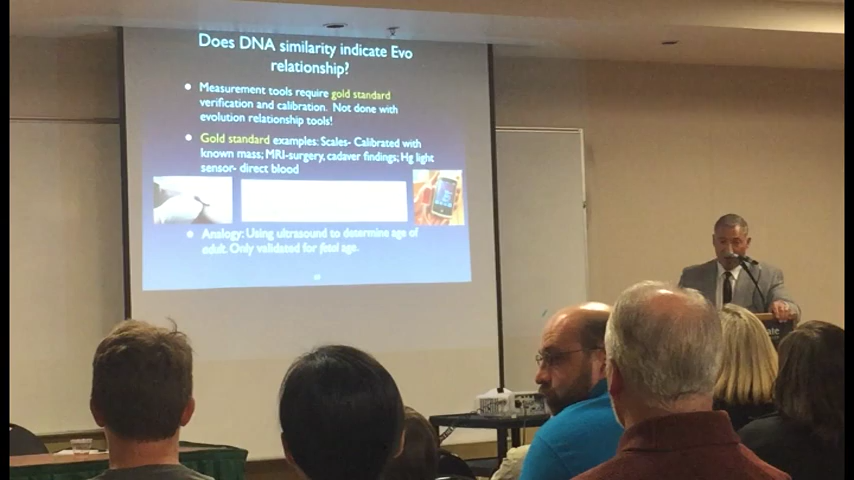 Does DNA similarity indicate Evo
relationship?
• Measurement tools require gold standard
verification and calibration. Not done with
evolution relationship tools!
• Gold standard examples: Scales- Calibrated with
known mass; MRI-surgery, cadaver findings; Hg light
sensor- direct blood
• Analogy: Using ultrasound to determine age of
adult. Only validated for fetal age.